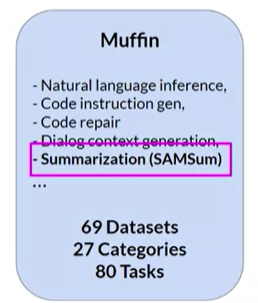 Muffin
- Natural language inference,
- Code instruction gen,
- Code repair
- Dialog context generation,
- Summarization (SAMSum)
...
69 Datasets
27 Categories
80 Tasks